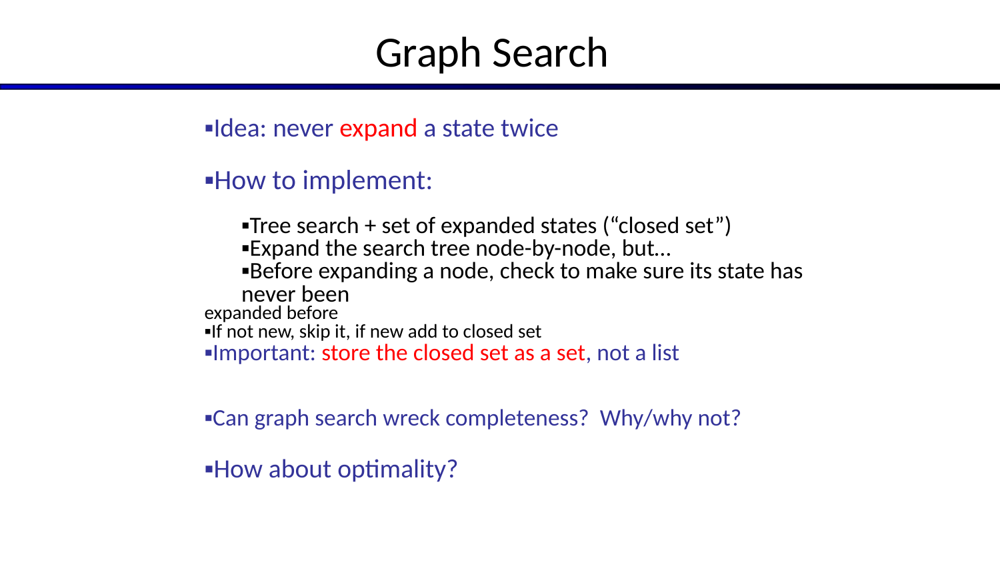 Graph Search
▪Idea: never expand a state twice
▪How to implement:
▪Tree search + set of expanded states (“closed set”)
▪Expand the search tree node-by-node, but…
▪Before expanding a node, check to make sure its state has
never been
expanded before
▪If not new, skip it, if new add to closed set
▪Important: store the closed set as a set, not a list
▪Can graph search wreck completeness?  Why/why not?
▪How about optimality?